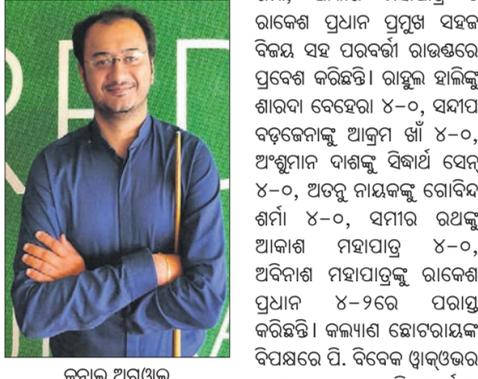 ରାକେଶ ପ୍ରଧାନ ପ୍ରମୁଖ ସହଜ
ବିଜୟ ସହ ପରବର୍ତ୍ତୀ ରାଉଣ୍ଡରେ
ପ୍ରବେଶ କରିଛନ୍ତି। ରାହୁଲ ହାଲିଙ୍କୁ
ଶାରଦା ବେହେରା ୪-୦, ସନ୍ଦୀପ
ବଡ଼ଜେନାଙ୍କୁ ଆକ୍ରମ ଖାଁ ୪-୦,
ଅଂଶୁମାନ ଦାଶଙ୍କୁ ସିଦ୍ଧାର୍ଥ ସେନ୍
୪-୦, ଅତନୁ ନାୟକଙ୍କୁ ଗୋବିନ୍ଦ
ଶର୍ମା ୪-୦, ସମୀର ରଥଙ୍କୁ
ଆକାଶ ମହାପାତ୍ର ୪-୦,
ଅବିନାଶ ମହାପାତ୍ରଙ୍କୁ ରାକେଶ
ପ୍ରଧାନ ୪-୨ରେ ପରାସ୍ତ
କରିଛନ୍ତି। କଲ୍ୟାଣ ଛୋଟରାୟଙ୍କ
ବିପକ୍ଷରେ ପି. ବିବେକ ୱାକ୍‌ଓଭର